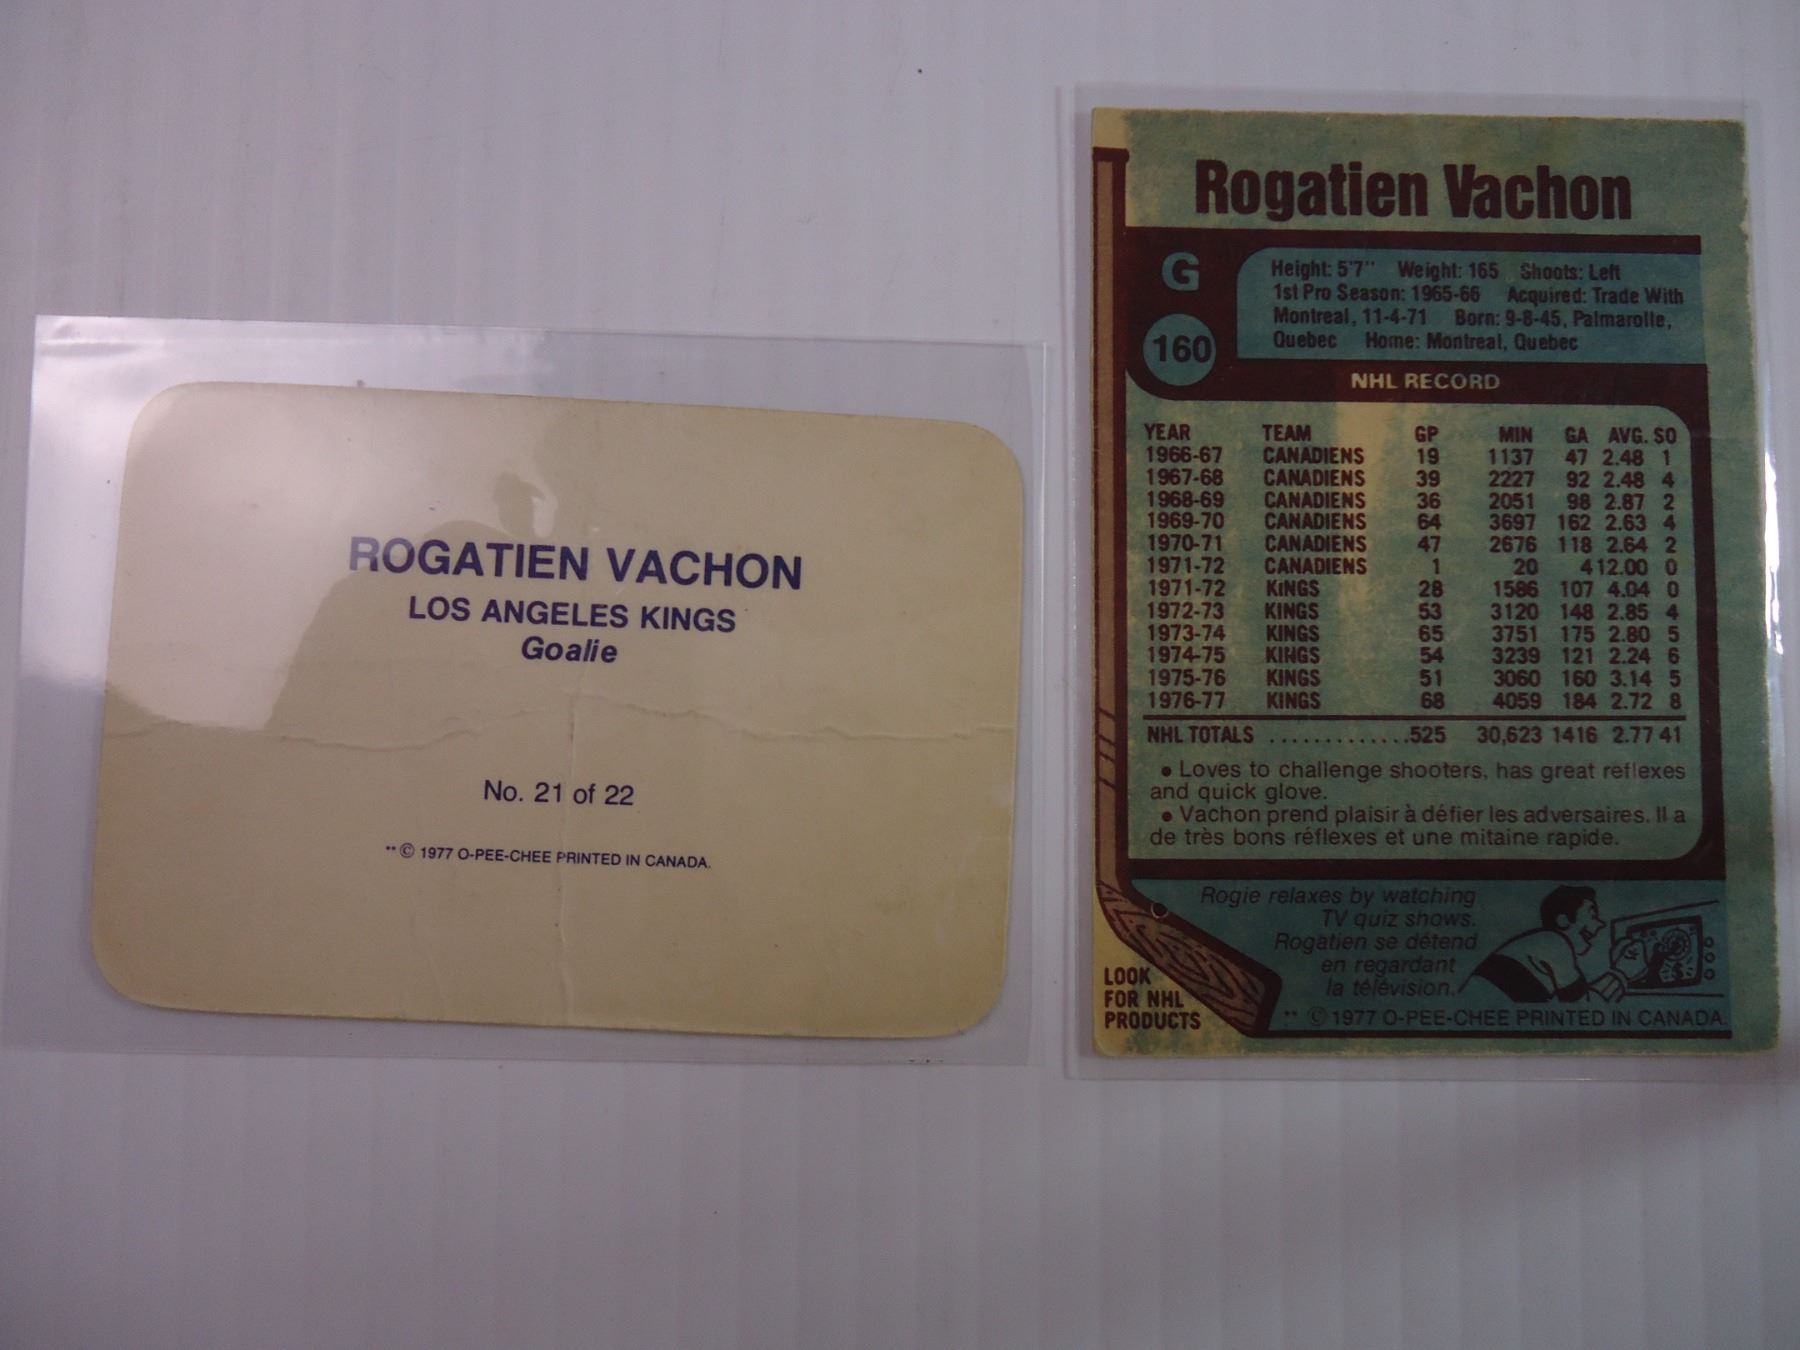 ROGATIEN VACHON
LOS ANGELES KINGS
Goalie
No. 21 of 22
** © 1977 O-PEE-CHEE PRINTED IN CANADA.
Rogatien Vachon
G
160
Height: 5'7" Weight: 165 Shoots: Left
1st Pro Season: 1965-66 Acquired: Trade With
Montreal, 11-4-71 Born: 9-8-45, Palmarolle,
Quebec Home: Montreal, Quebec
NHL RECORD
YEAR TEAM GP MIN GA AVG. SO
1966-67 CANADIENS 19 1137 47 2.48 1
1967-68 CANADIENS 39 2227 92 2.48 4
1968-69 CANADIENS 36 2051 98 2.87 2
1969-70 CANADIENS 64 3697 162 2.63 4
1970-71 CANADIENS 47 2676 118 2.64 2
1971-72 CANADIENS 1 20 4 12.00 0
1971-72 KINGS 28 1586 107 4.04 0
1972-73 KINGS 53 3120 148 2.85 4
1973-74 KINGS 65 3751 175 2.80 5
1974-75 KINGS 54 3239 121 2.24 6
1975-76 KINGS 51 3060 160 3.14 5
1976-77 KINGS 68 4059 184 2.72 8
NHL TOTALS .............525 30,623 1416 2.77 41
• Loves to challenge shooters, has great reflexes
and quick glove.
• Vachon prend plaisir à défier les adversaires. Il a
de très bons réflexes et une mitaine rapide.
Rogie relaxes by watching
TV quiz shows.
Rogatien se détend
en regardant
la télévision.
LOOK
FOR NHL
PRODUCTS
** © 1977 O-PEE-CHEE PRINTED IN CANADA.